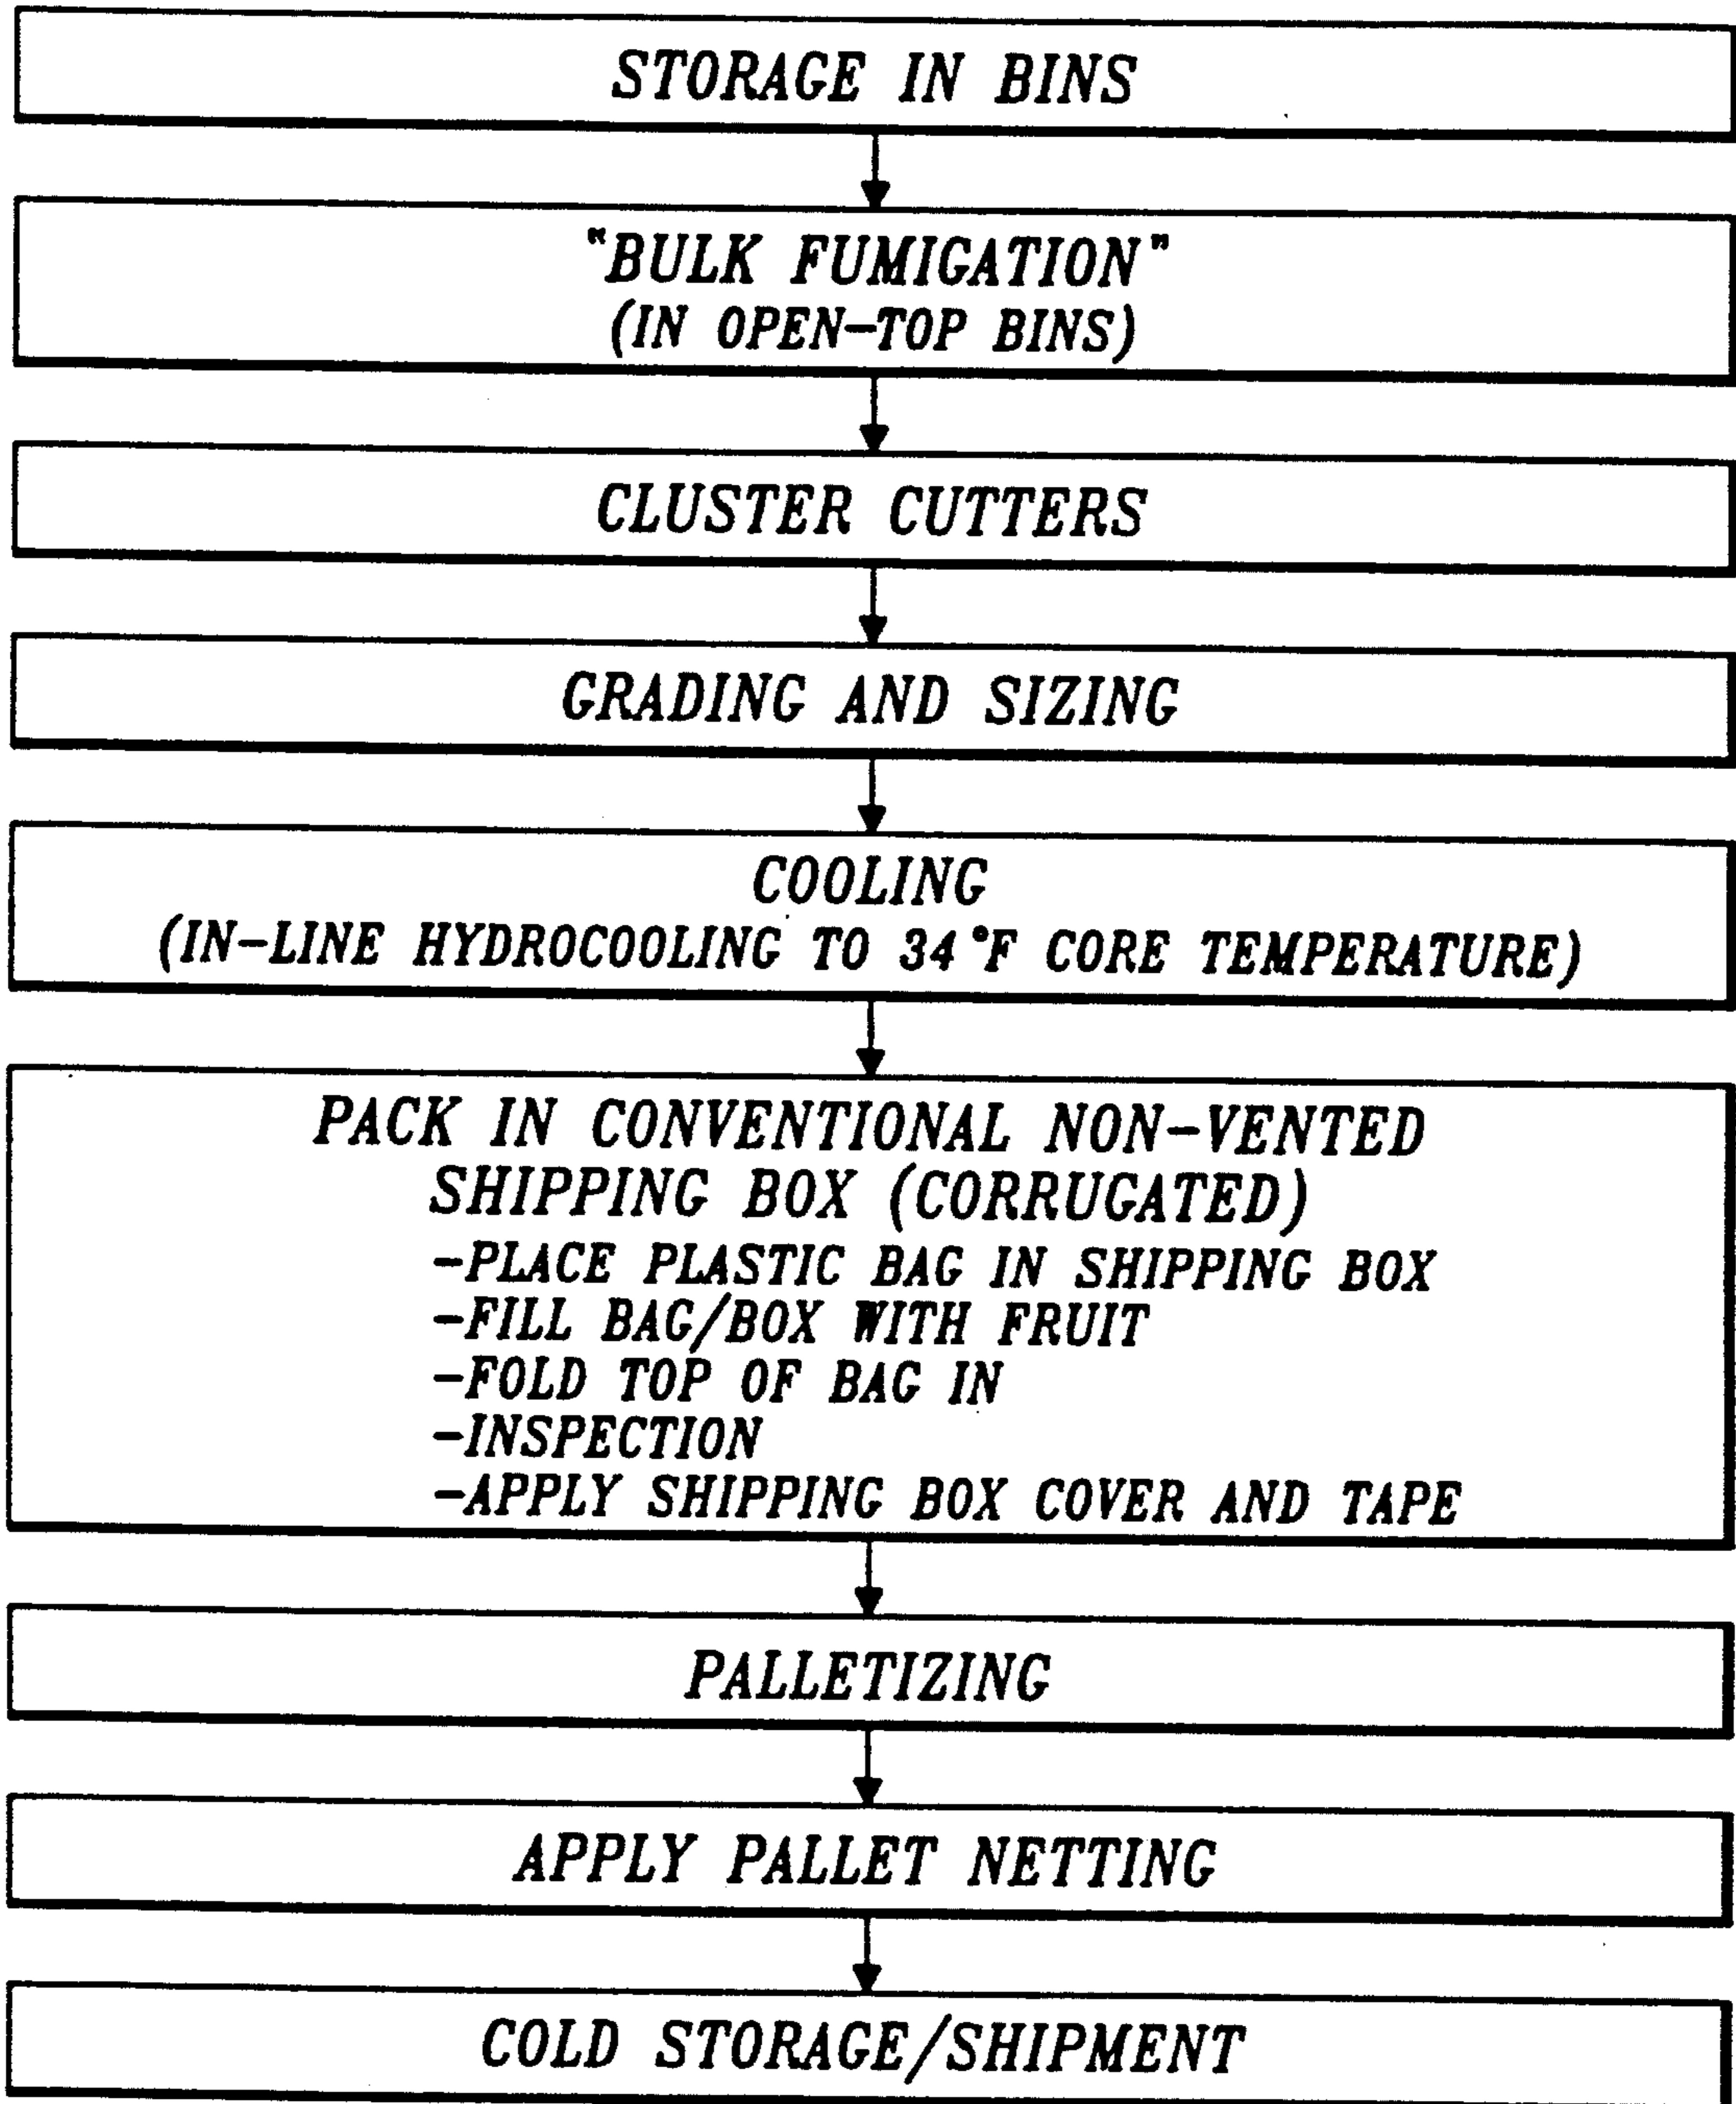 STORAGE IN BINS
"BULK FUMIGATION"
(IN OPEN-TOP BINS)
CLUSTER CUTTERS
GRADING AND SIZING
COOLING
(IN-LINE HYDROCOOLING TO 34°F CORE TEMPERATURE)
PACK IN CONVENTIONAL NON-VENTED
SHIPPING BOX (CORRUGATED)
-PLACE PLASTIC BAG IN SHIPPING BOX
-FILL BAG/BOX WITH FRUIT
-FOLD TOP OF BAG IN
-INSPECTION
-APPLY SHIPPING BOX COVER AND TAPE
PALLETIZING
APPLY PALLET NETTING
COLD STORAGE/SHIPMENT